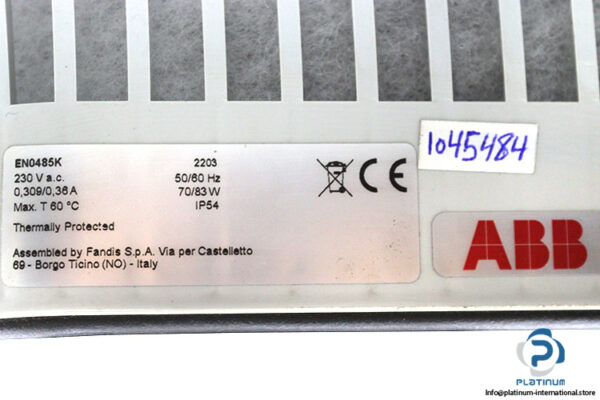 1045484
EN0485K 2203
230 V a.c. 50/60 Hz
0,309/0,36 A 70/83 W
Max. T 60 °C IP54
CE
Thermally Protected
Assembled by Fandis S.p.A. Via per Castelletto
69 - Borgo Ticino (NO) - Italy
ABB
PLATINUM
Info@platinum-international.store